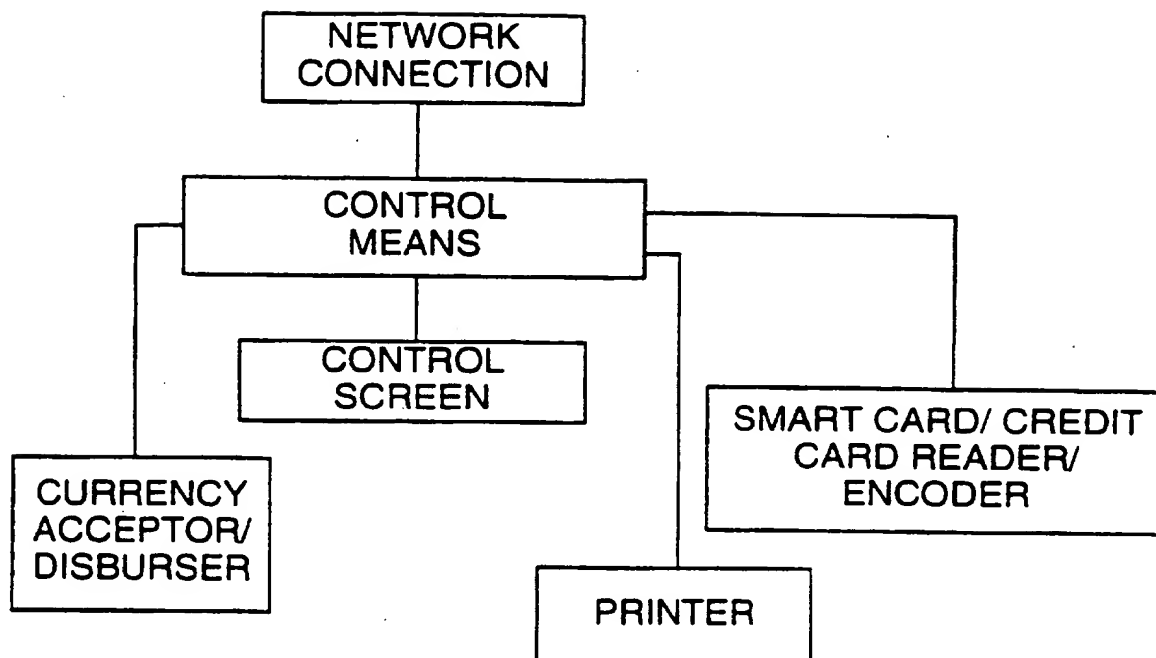 NETWORK
CONNECTION
CONTROL
MEANS
CONTROL
SCREEN
SMART CARD/ CREDIT
CARD READER/
ENCODER
CURRENCY
ACCEPTOR/
DISBURSER
PRINTER